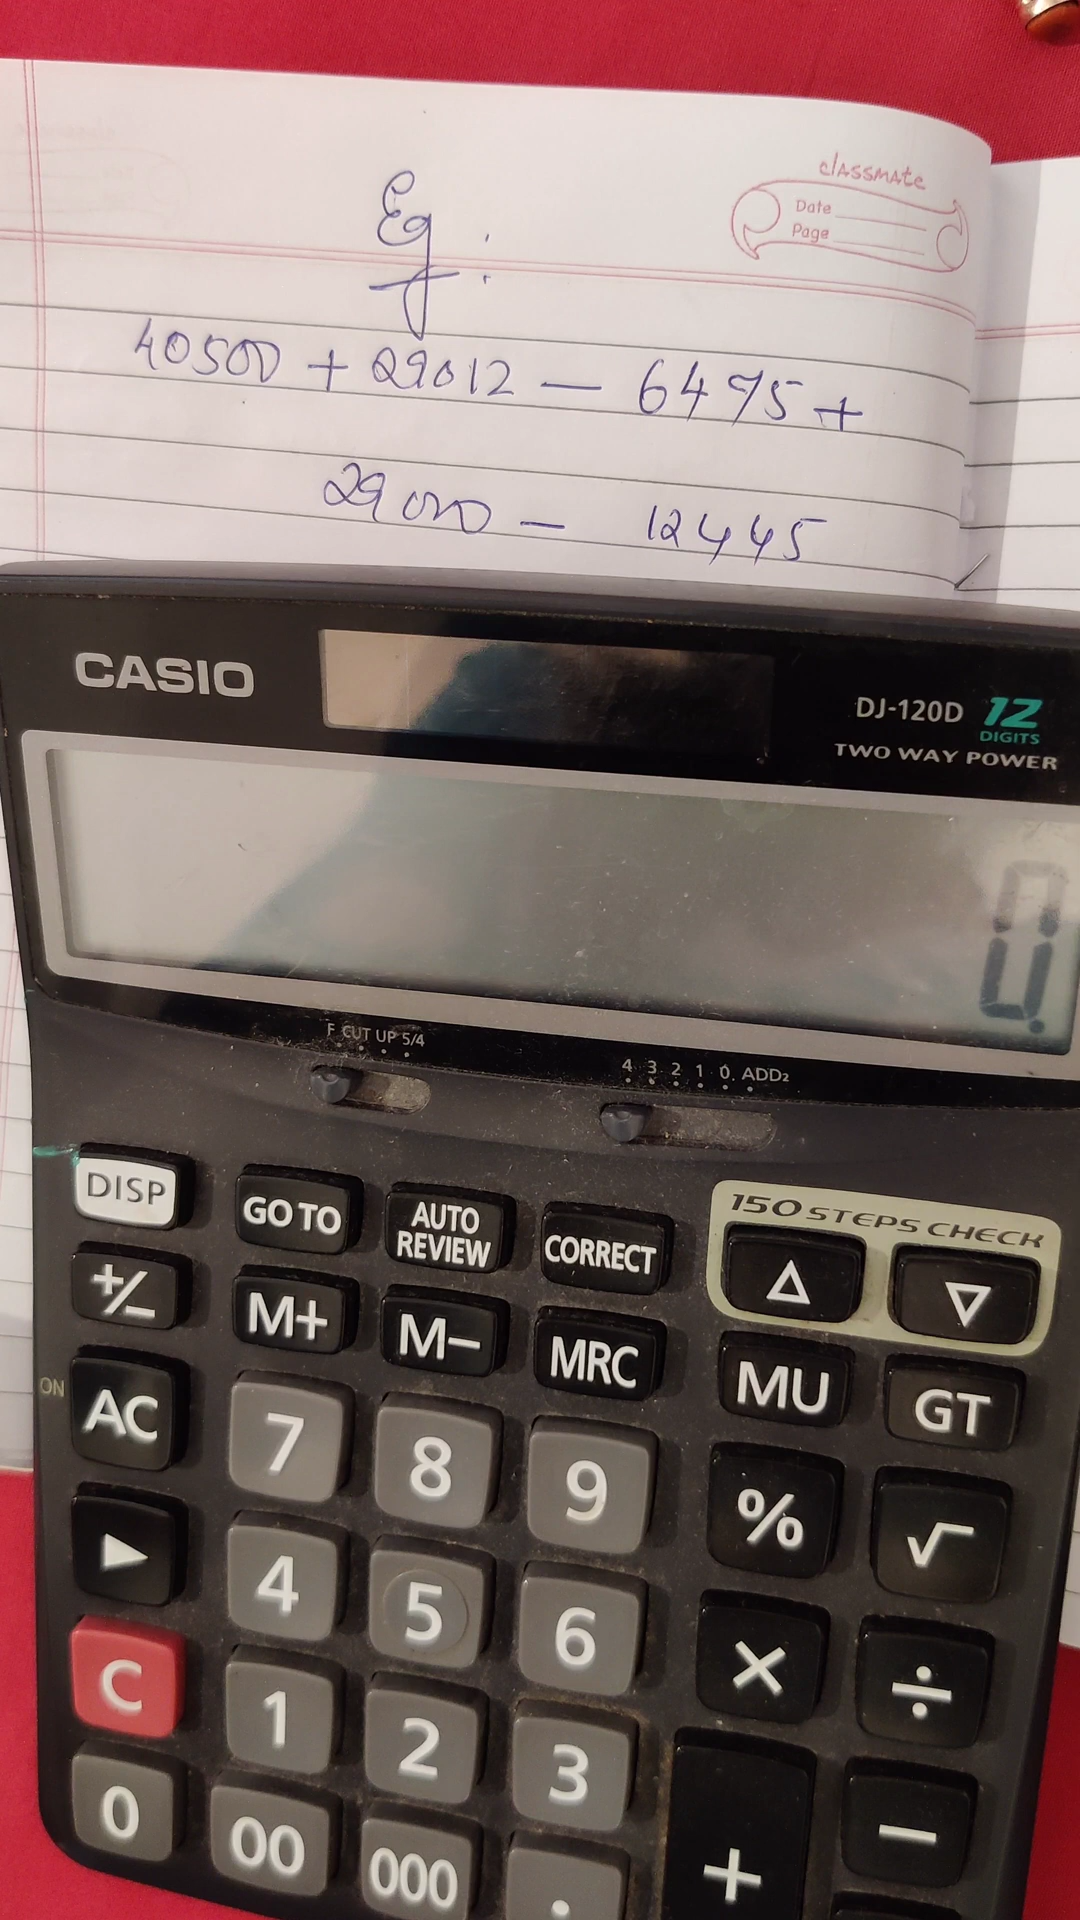 classmate
Date
Page
Eg :
40500 + 29012 - 6475 +
29000 - 12445
CASIO
DJ-120D 12
DIGITS
TWO WAY POWER
0.
F CUT UP 5/4
4 3 2 1 0. ADD2
DISP GO TO AUTO REVIEW CORRECT 150 STEPS CHECK
△ ▽
+/- M+ M- MRC MU GT
ON AC 7 8 9 % √
▶ 4 5 6 × ÷
C 1 2 3 + -
0 00 000 .